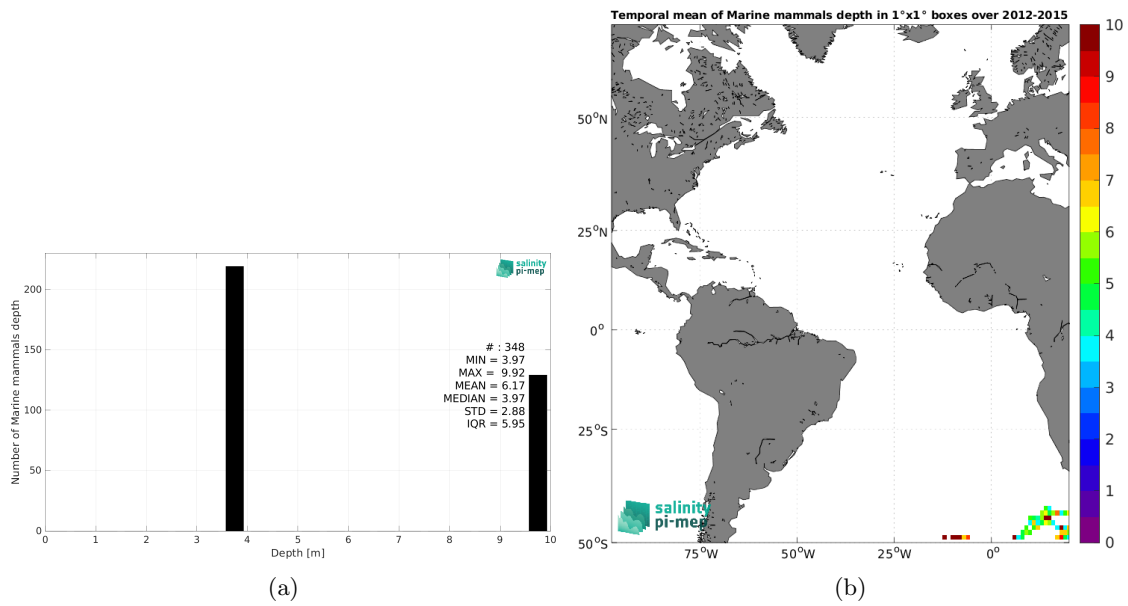 salinity
pi-mep
Number of Marine mammals depth
200
150
100
50
0
# : 348
MIN = 3.97
MAX = 9.92
MEAN = 6.17
MEDIAN = 3.97
STD = 2.88
IQR = 5.95
0 1 2 3 4 5 6 7 8 9 10
Depth [m]
(a)
Temporal mean of Marine mammals depth in 1°x1° boxes over 2012-2015
50°N
25°N
0°
25°S
50°S
75°W 50°W 25°W 0°
salinity
pi-mep
10
9
8
7
6
5
4
3
2
1
0
(b)